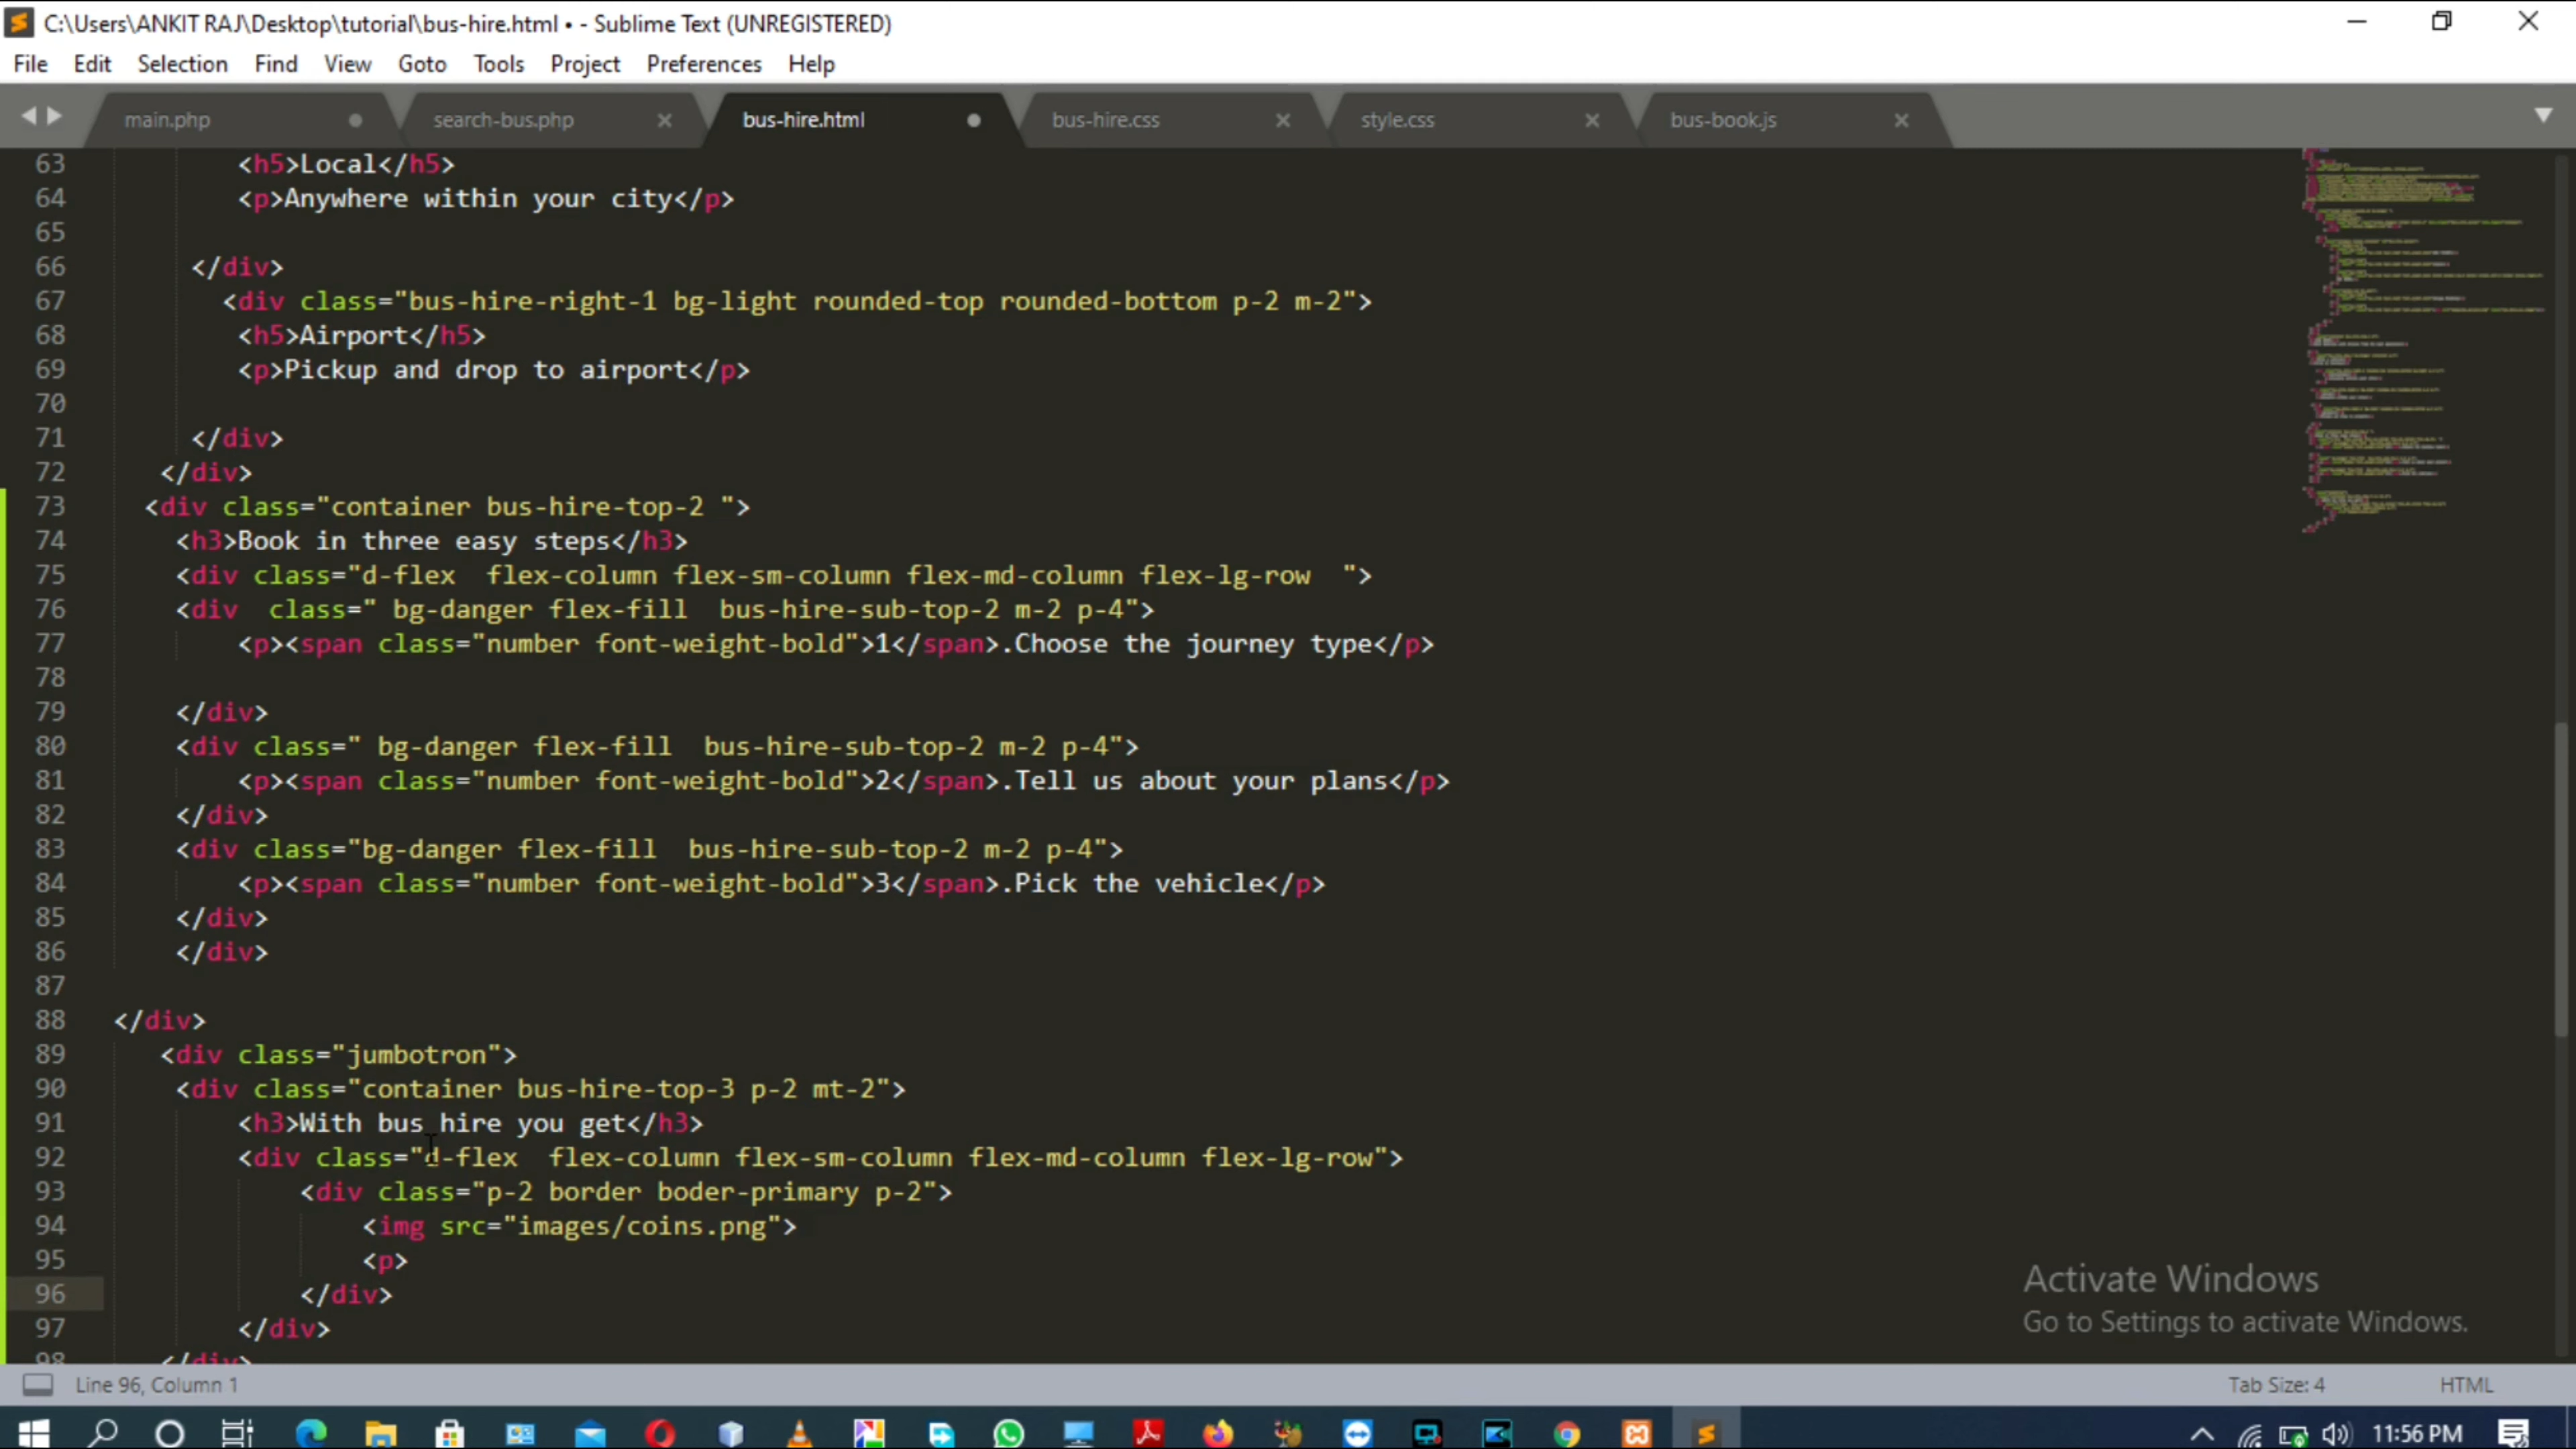 C:\Users\ANKIT RAJ\Desktop\tutorial\bus-hire.html • - Sublime Text (UNREGISTERED)
File Edit Selection Find View Goto Tools Project Preferences Help
main.php search-bus.php bus-hire.html bus-hire.css style.css bus-book.js
63 <h5>Local</h5>
64 <p>Anywhere within your city</p>
65
66 </div>
67 <div class="bus-hire-right-1 bg-light rounded-top rounded-bottom p-2 m-2">
68 <h5>Airport</h5>
69 <p>Pickup and drop to airport</p>
70
71 </div>
72 </div>
73 <div class="container bus-hire-top-2 ">
74 <h3>Book in three easy steps</h3>
75 <div class="d-flex  flex-column flex-sm-column flex-md-column flex-lg-row  ">
76 <div  class=" bg-danger flex-fill  bus-hire-sub-top-2 m-2 p-4">
77 <p><span class="number font-weight-bold">1</span>.Choose the journey type</p>
78
79 </div>
80 <div class=" bg-danger flex-fill  bus-hire-sub-top-2 m-2 p-4">
81 <p><span class="number font-weight-bold">2</span>.Tell us about your plans</p>
82 </div>
83 <div class="bg-danger flex-fill  bus-hire-sub-top-2 m-2 p-4">
84 <p><span class="number font-weight-bold">3</span>.Pick the vehicle</p>
85 </div>
86 </div>
87
88 </div>
89 <div class="jumbotron">
90 <div class="container bus-hire-top-3 p-2 mt-2">
91 <h3>With bus hire you get</h3>
92 <div class="d-flex  flex-column flex-sm-column flex-md-column flex-lg-row">
93 <div class="p-2 border boder-primary p-2">
94 <img src="images/coins.png">
95 <p>
96 </div>
97 </div>
98 </div>
Activate Windows
Go to Settings to activate Windows.
Line 96, Column 1 Tab Size: 4 HTML
11:56 PM